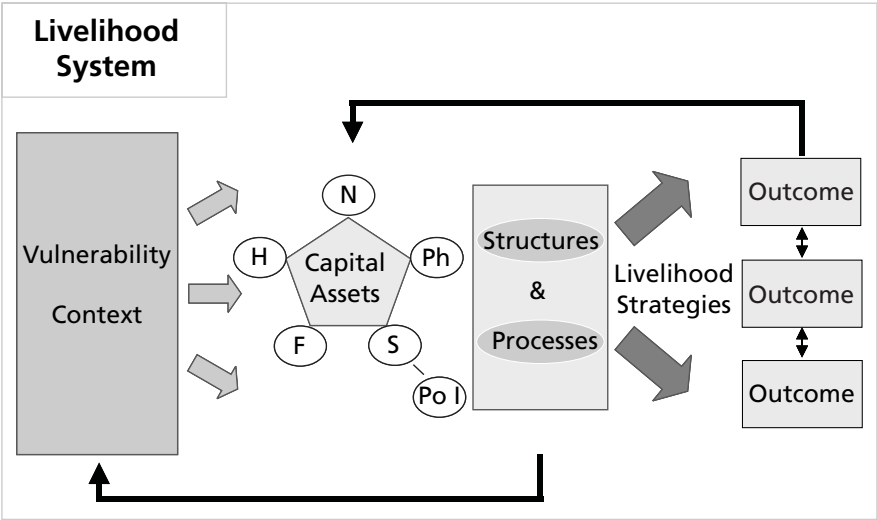 Livelihood
System
Vulnerability
Context
N
H
Ph
Capital
Assets
F
S
Po l
Structures
&
Processes
Livelihood
Strategies
Outcome
Outcome
Outcome